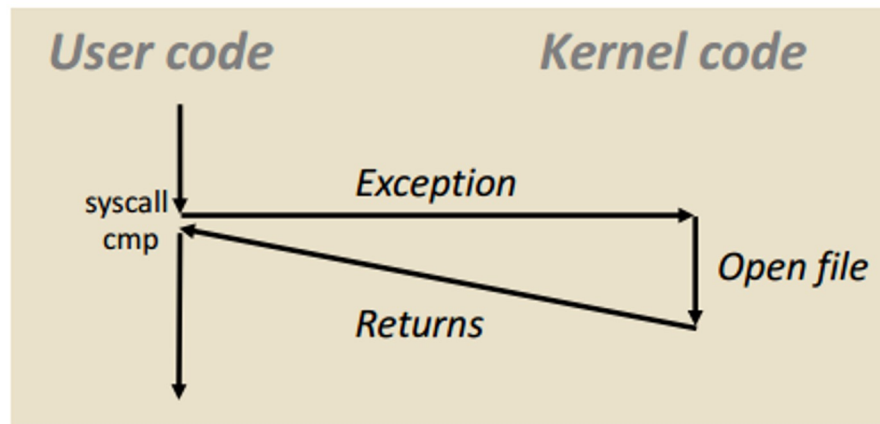 User code
Kernel code
Exception
syscall
cmp
Open file
Returns